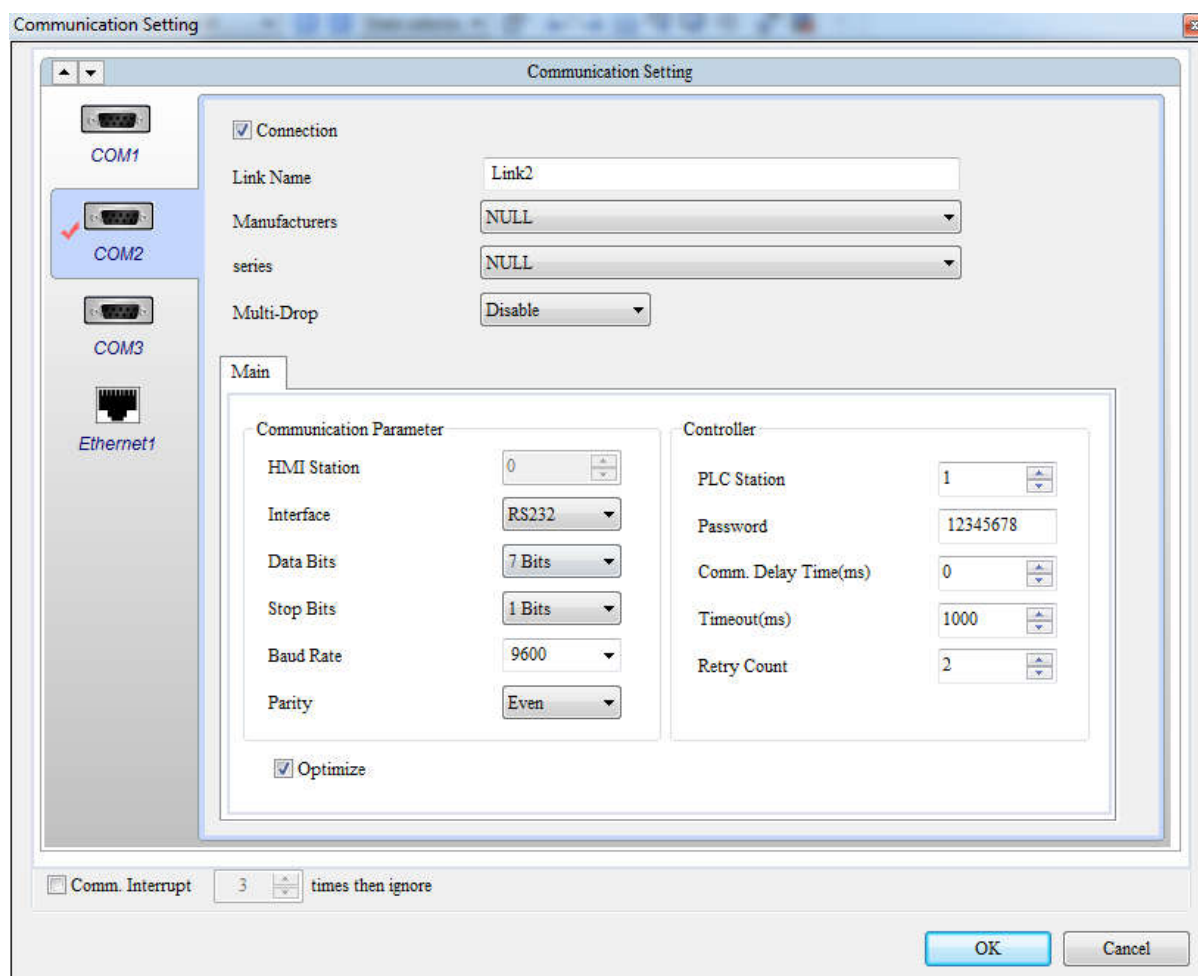 Communication Setting
Communication Setting
COM1
COM2
COM3
Ethernet1
Connection
Link Name Link2
Manufacturers NULL
series NULL
Multi-Drop Disable
Main
Communication Parameter
HMI Station 0
Interface RS232
Data Bits 7 Bits
Stop Bits 1 Bits
Baud Rate 9600
Parity Even
Optimize
Controller
PLC Station 1
Password 12345678
Comm. Delay Time(ms) 0
Timeout(ms) 1000
Retry Count 2
Comm. Interrupt 3 times then ignore
OK Cancel